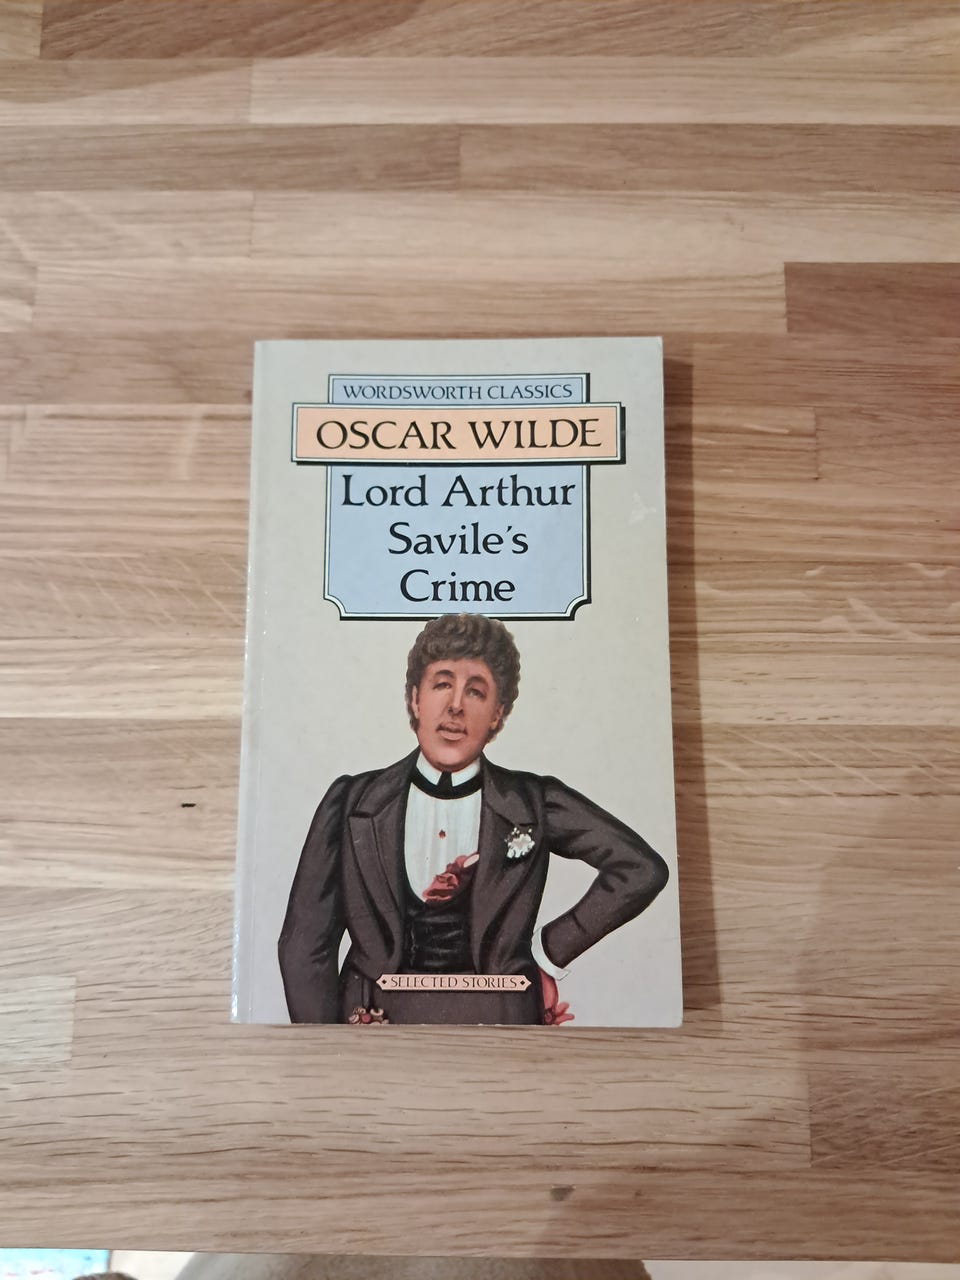 WORDSWORTH CLASSICS
OSCAR WILDE
Lord Arthur
Savile's
Crime
SELECTED STORIES